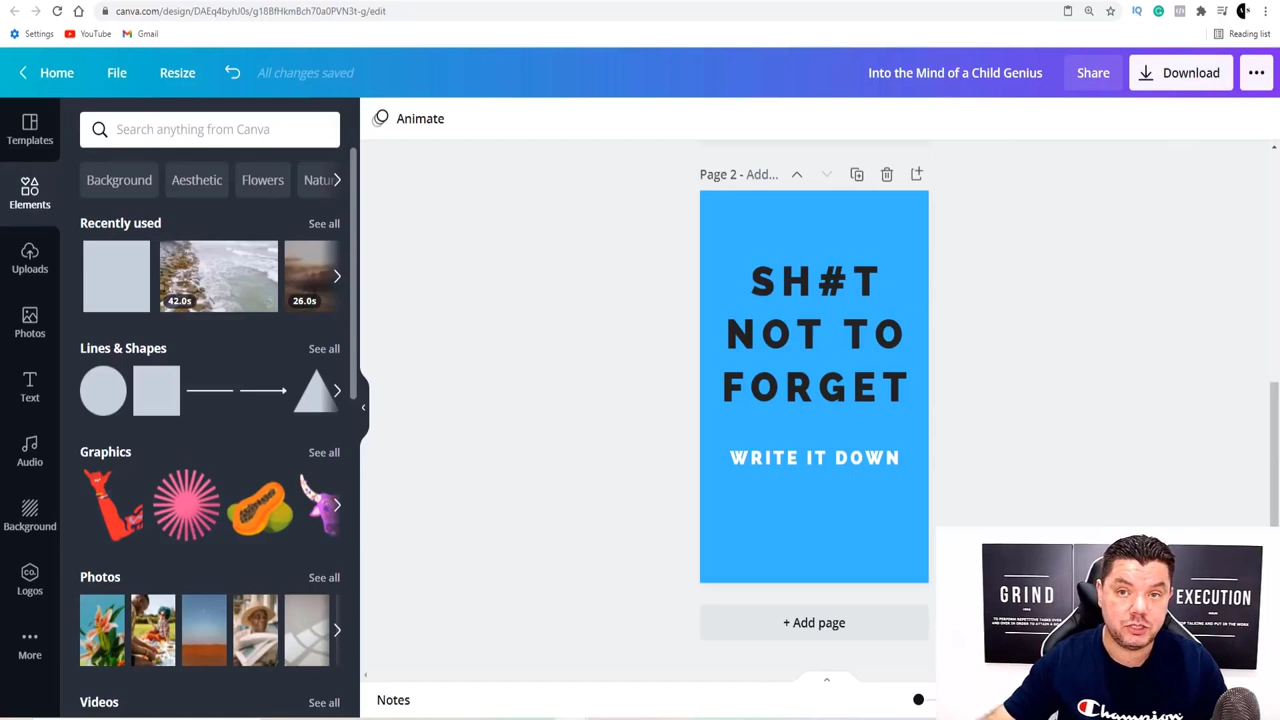 canva.com/design/DAEq4byhJ0s/g18BfHkmBch70a0PVN3t-g/edit
Settings YouTube Gmail Reading list
Home File Resize All changes saved Into the Mind of a Child Genius Share Download
Templates
Elements
Uploads
Photos
Text
Audio
Background
Logos
More
Search anything from Canva
Background Aesthetic Flowers Natur
Recently used See all
42.0s 26.0s
Lines & Shapes See all
Graphics See all
Photos See all
Videos See all
Animate
Page 2 - Add...
SH#T
NOT TO
FORGET
WRITE IT DOWN
+ Add page
Notes
GRIND
EXECUTION
Champion